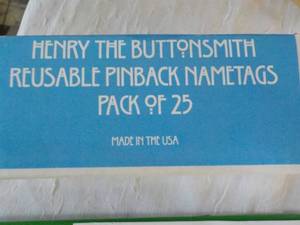 HENRY THE BUTTONSMITH
REUSABLE PINBACK NAMETAGS
PACK OF 25
MADE IN THE USA